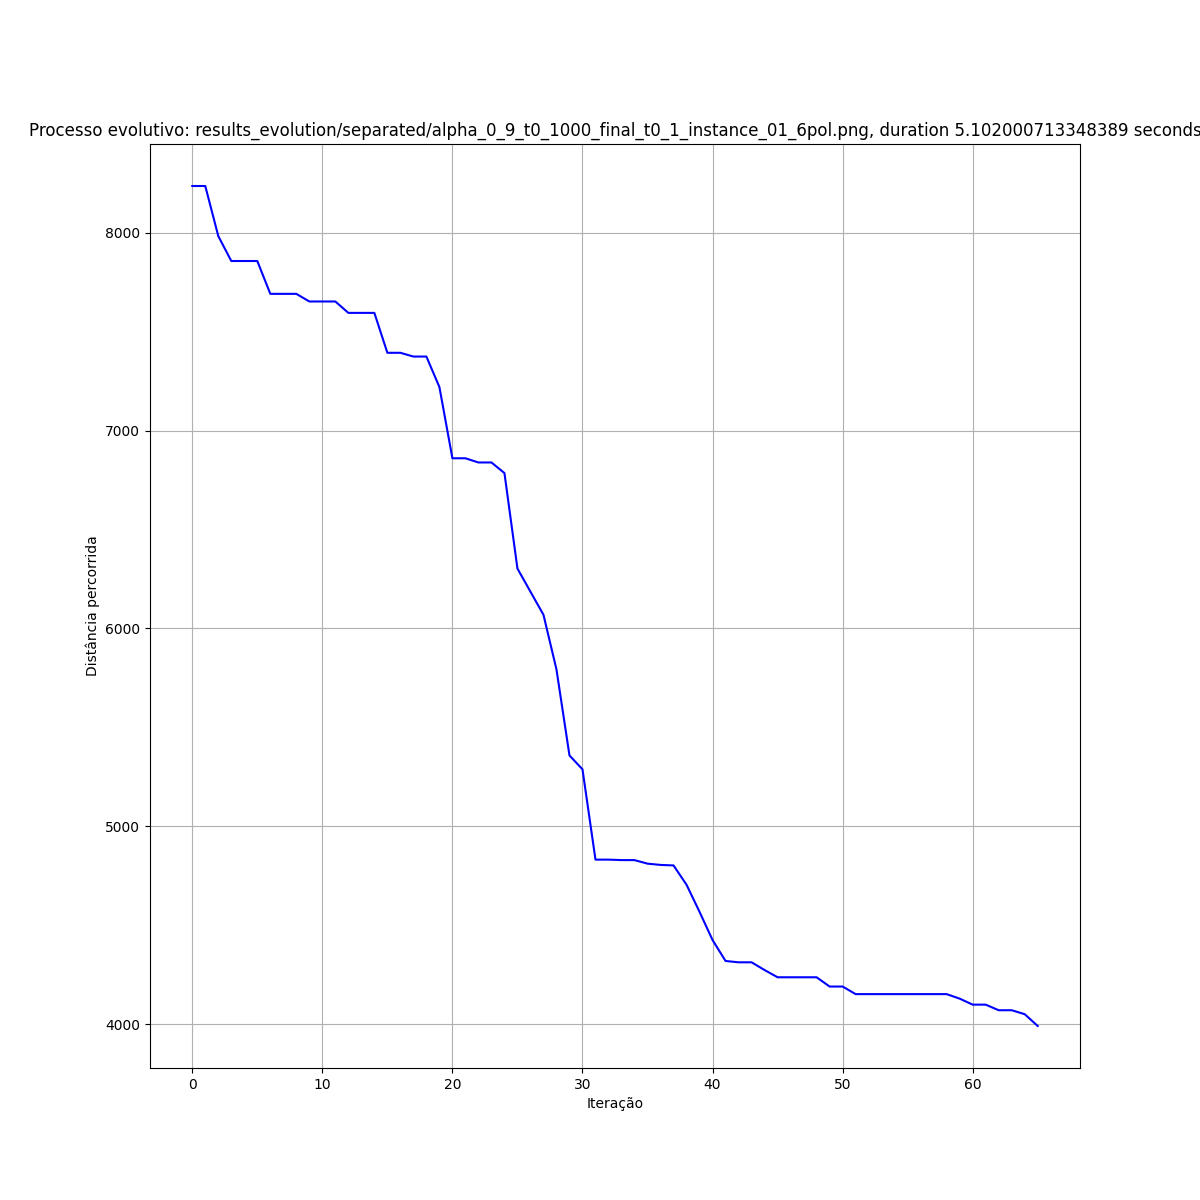 Processo evolutivo: results_evolution/separated/alpha_0_9_t0_1000_final_t0_1_instance_01_6pol.png, duration 5.102000713348389 seconds
8000
7000
6000
5000
4000
Distância percorrida
0 10 20 30 40 50 60
Iteração